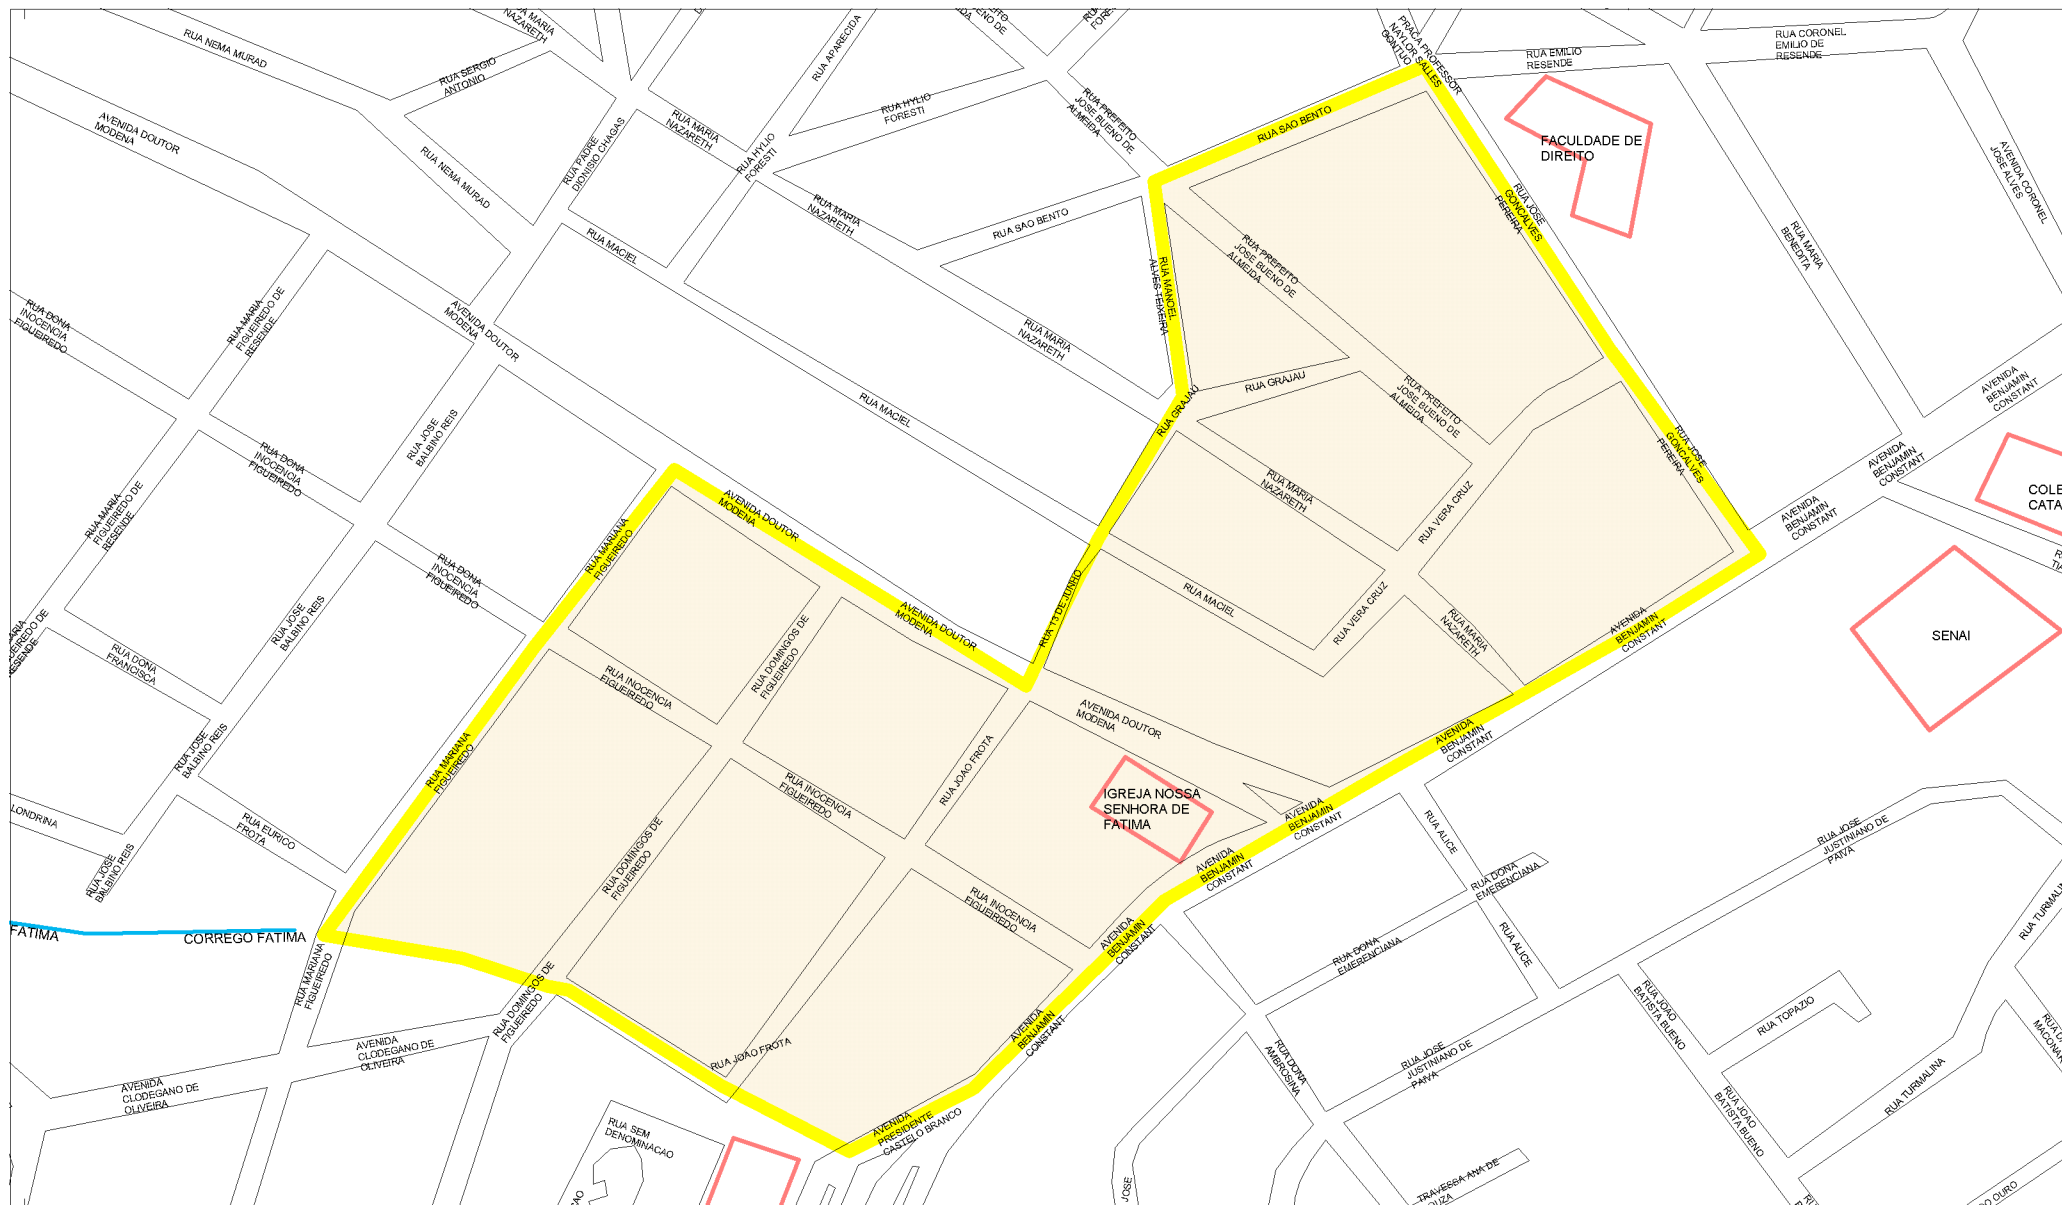 RUA MARIA
NAZARETH
RUA NEMA MURAD
RUA SERGIO
ANTONIO
RUA APARECIDA
PRACA PROFESSOR
NAYLOR SALLES
GONTIJO
RUA EMILIO
RESENDE
RUA CORONEL
EMILIO DE
RESENDE
AVENIDA DOUTOR
MODENA
RUA NEMA MURAD
RUA PADRE
DIONISIO CHAGAS
RUA MARIA
NAZARETH
RUA HYLIO
FORESTI
RUA HYLIO
FORESTI
RUA PREFEITO
JOSE BUENO DE
ALMEIDA
RUA SAO BENTO
FACULDADE DE
DIREITO
AVENIDA CORONEL
JOSE ALVES
RUA MACIEL
RUA MARIA
NAZARETH
RUA SAO BENTO
RUA JOSE
GONCALVES
PEREIRA
RUA MARIA
BENEDITA
RUA DONA
INOCENCIA
FIGUEIREDO
RUA MARIA
FIGUEIREDO DE
RESENDE
AVENIDA DOUTOR
MODENA
RUA MARIA
NAZARETH
RUA MANOEL
ALVES TEIXEIRA
RUA PREFEITO
JOSE BUENO DE
ALMEIDA
RUA GRAJAU
RUA GRAJAU
RUA PREFEITO
JOSE BUENO DE
ALMEIDA
AVENIDA
BENJAMIN
CONSTANT
RUA MACIEL
RUA JOSE
BALBINO REIS
RUA DONA
INOCENCIA
FIGUEIREDO
RUA MARIA
FIGUEIREDO DE
RESENDE
RUA MARIANA
FIGUEIREDO
AVENIDA DOUTOR
MODENA
RUA MARIA
NAZARETH
RUA VERA CRUZ
RUA JOSE
GONCALVES
PEREIRA
AVENIDA
BENJAMIN
CONSTANT
AVENIDA
BENJAMIN
CONSTANT
RUA DONA
INOCENCIA
FIGUEIREDO
RUA JOSE
BALBINO REIS
RUA DONA
FRANCISCA
AVENIDA DOUTOR
MODENA
RUA 13 DE JUNHO
RUA MACIEL
RUA VERA CRUZ
RUA MARIA
NAZARETH
AVENIDA
BENJAMIN
CONSTANT
SENAI
RUA INOCENCIA
FIGUEIREDO
RUA DOMINGOS DE
FIGUEIREDO
AVENIDA DOUTOR
MODENA
AVENIDA
BENJAMIN
CONSTANT
RUA JOSE
BALBINO REIS
RUA MARIANA
FIGUEIREDO
RUA INOCENCIA
FIGUEIREDO
RUA JOAO FROTA
IGREJA NOSSA
SENHORA DE
FATIMA
AVENIDA
BENJAMIN
CONSTANT
RUA ALICE
RUA JOSE
JUSTINIANO DE
PAIVA
LONDRINA
RUA EURICO
FROTA
RUA JOSE
BALBINO REIS
RUA DOMINGOS DE
FIGUEIREDO
AVENIDA
BENJAMIN
CONSTANT
RUA DONA
EMERENCIANA
RUA INOCENCIA
FIGUEIREDO
AVENIDA
BENJAMIN
CONSTANT
RUA DONA
EMERENCIANA
RUA ALICE
FATIMA
CORREGO FATIMA
RUA MARIANA
FIGUEIREDO
RUA DOMINGOS DE
FIGUEIREDO
RUA JOAO FROTA
AVENIDA
BENJAMIN
CONSTANT
RUA JOAO
BATISTA BUENO
RUA TOPAZIO
AVENIDA
CLODEGANO DE
OLIVEIRA
AVENIDA
CLODEGANO DE
OLIVEIRA
RUA DONA
AMBROSINA
RUA JOSE
JUSTINIANO DE
PAIVA
RUA TURMALINA
RUA SEM
DENOMINACAO
AVENIDA
PRESIDENTE
CASTELO BRANCO
RUA JOAO
BATISTA BUENO
TRAVESSA ANA DE
JOSE